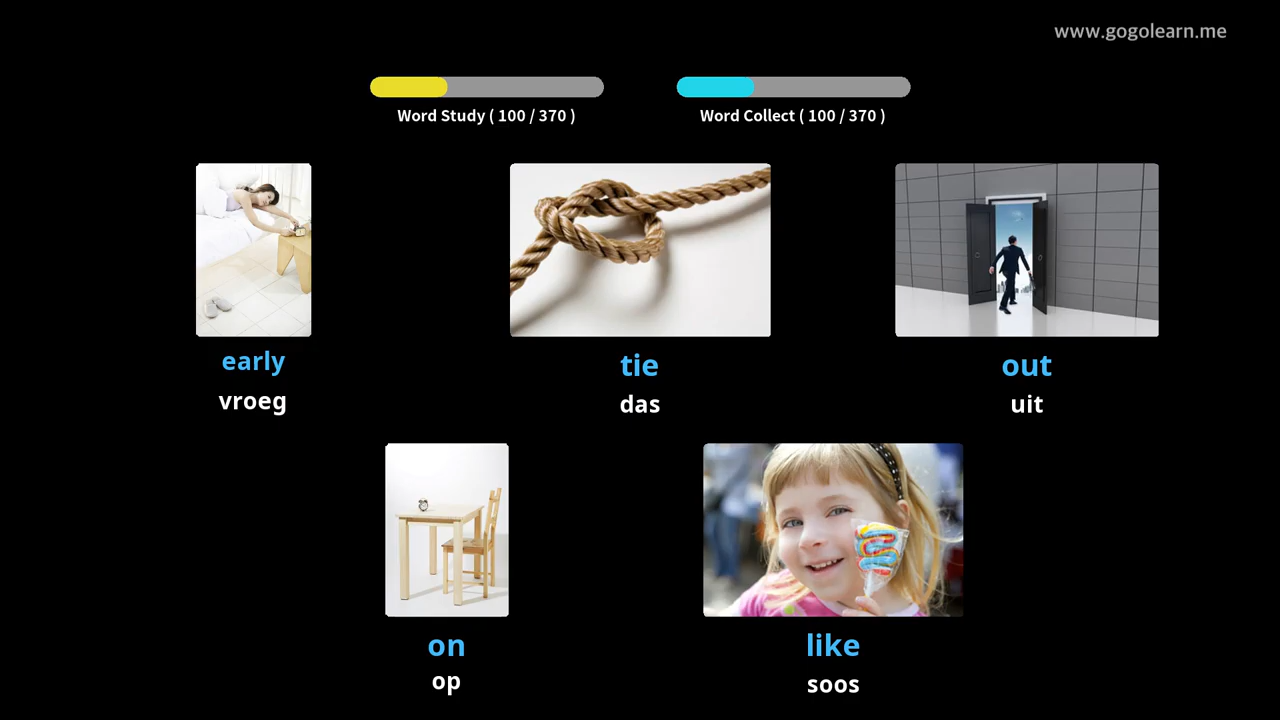 www.gogolearn.me
Word Study ( 100 / 370 )
Word Collect ( 100 / 370 )
early
vroeg
tie
das
out
uit
on
op
like
soos